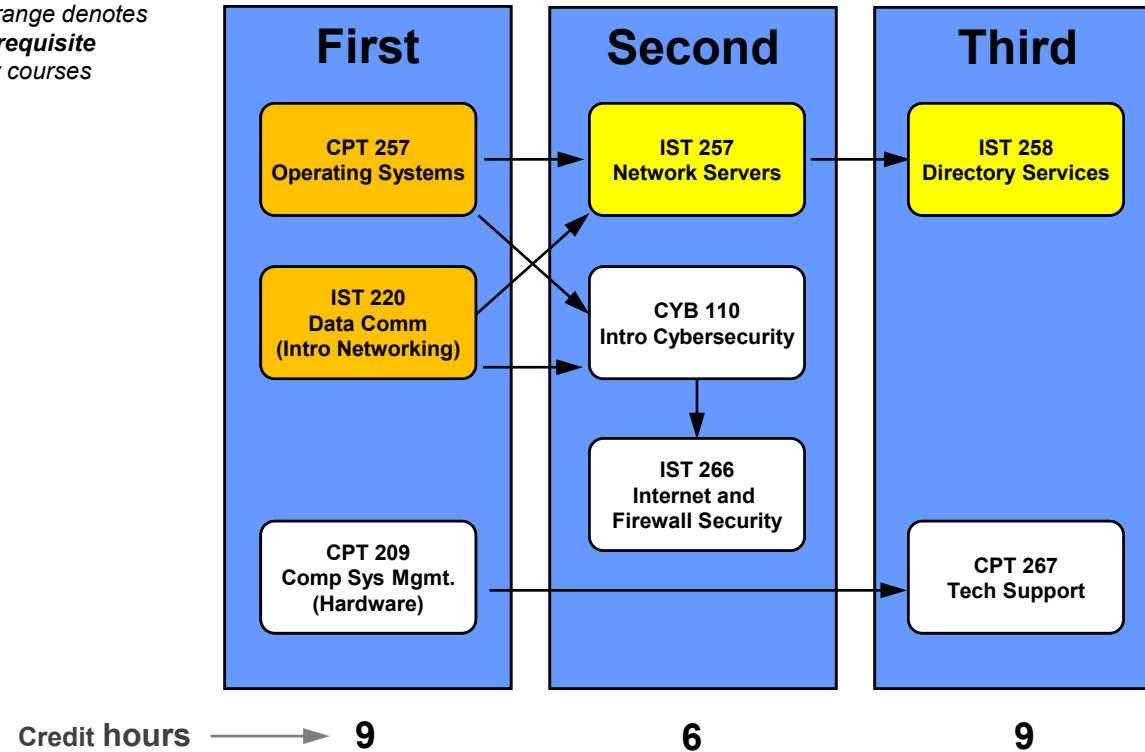 range denotes
requisite
courses
First
Second
Third
CPT 257
Operating Systems
IST 257
Network Servers
IST 258
Directory Services
IST 220
Data Comm
(Intro Networking)
CYB 110
Intro Cybersecurity
IST 266
Internet and
Firewall Security
CPT 209
Comp Sys Mgmt.
(Hardware)
CPT 267
Tech Support
Credit hours 9 6 9